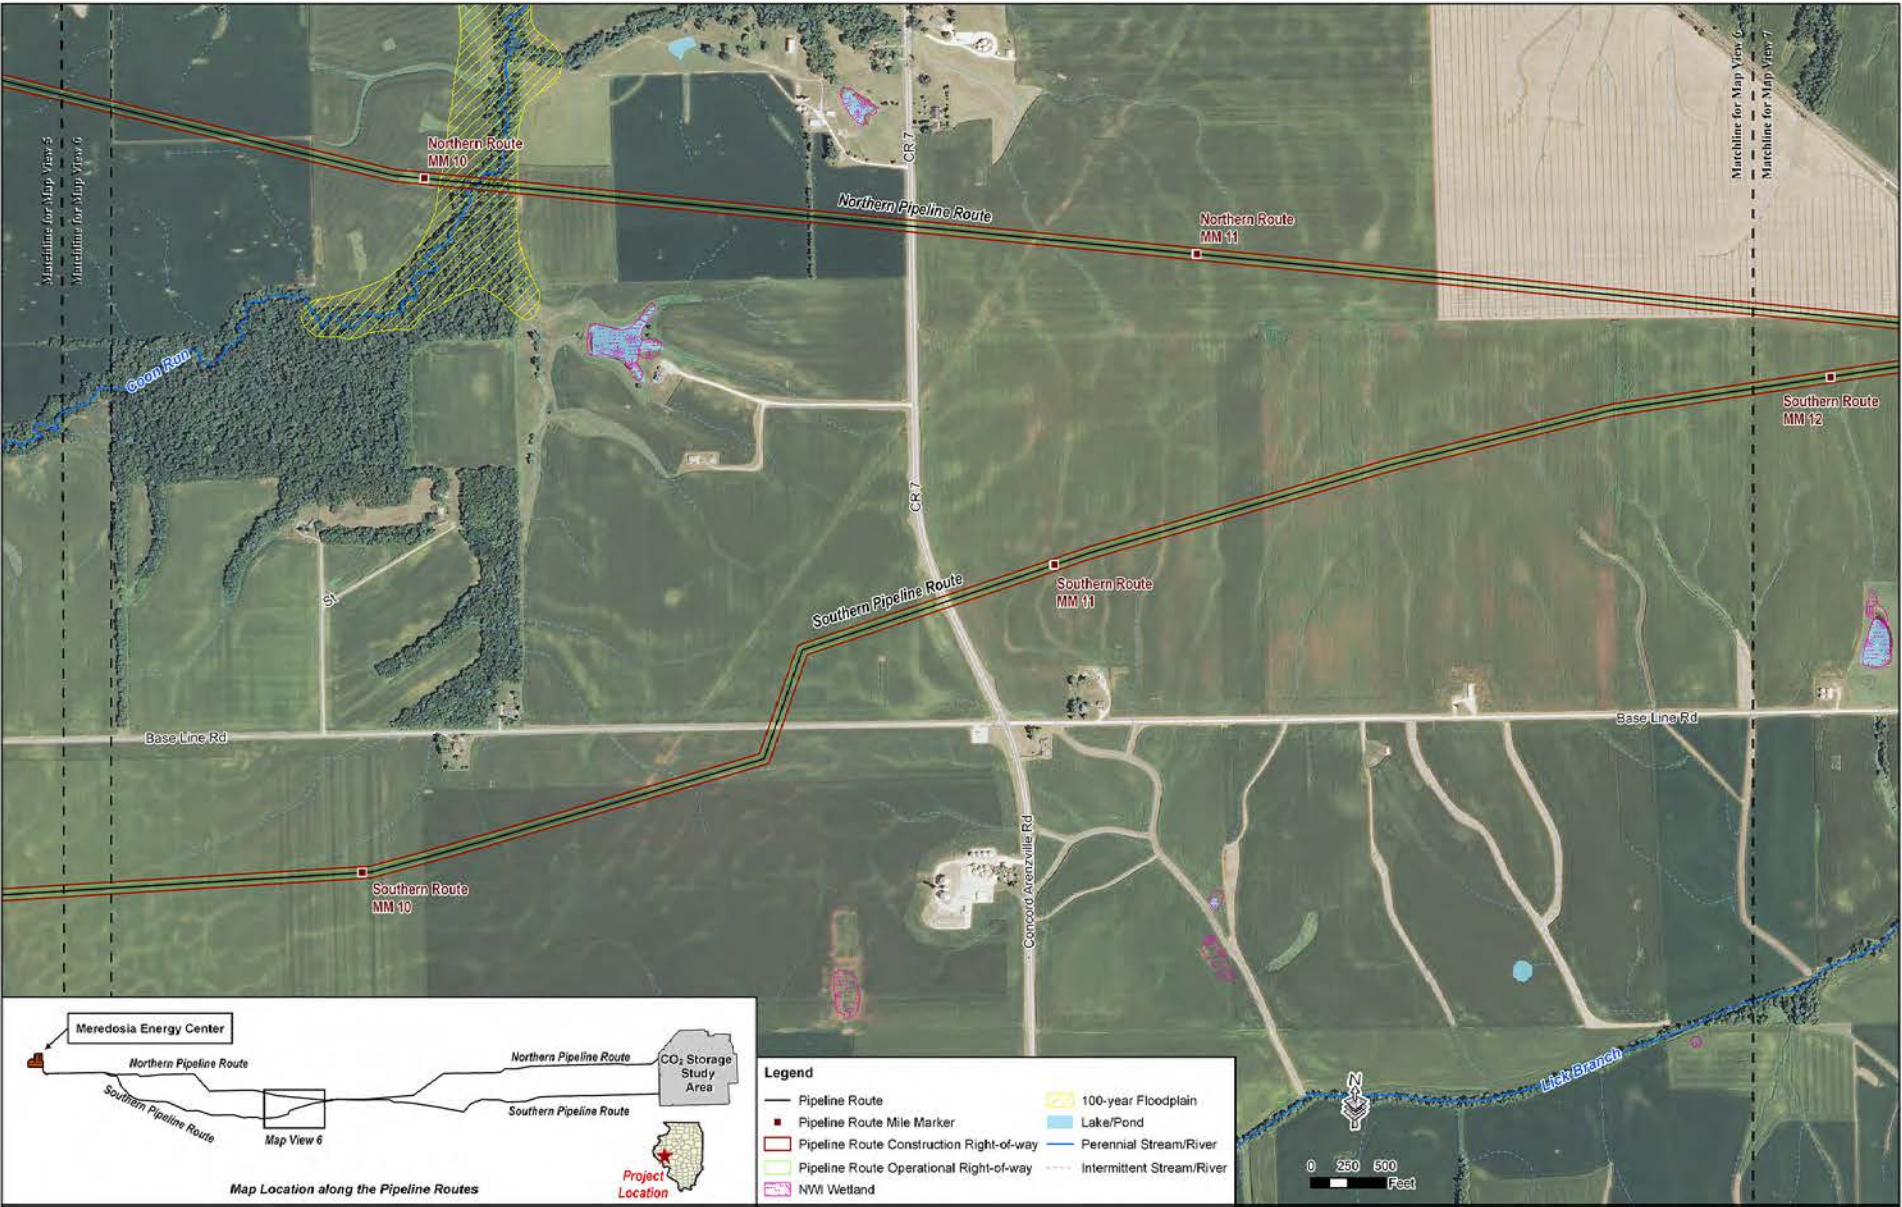 Matchline for Map View 5
Matchline for Map View 6
Northern Route
MM 10
Coon Run
CR 7
Northern Pipeline Route
Northern Route
MM 11
Matchline for Map View 6
Matchline for Map View 7
Southern Route
MM 12
CR 7
Southern Pipeline Route
Southern Route
MM 11
St
Base Line Rd
Base Line Rd
Southern Route
MM 10
Concord Arenzville Rd
Lick Branch
Meredosia Energy Center
Northern Pipeline Route
Southern Pipeline Route
Map View 6
Northern Pipeline Route
Southern Pipeline Route
CO₂ Storage
Study
Area
Project
Location
Map Location along the Pipeline Routes
Legend
Pipeline Route
Pipeline Route Mile Marker
Pipeline Route Construction Right-of-way
Pipeline Route Operational Right-of-way
NWI Wetland
100-year Floodplain
Lake/Pond
Perennial Stream/River
Intermittent Stream/River
N
0 250 500
Feet